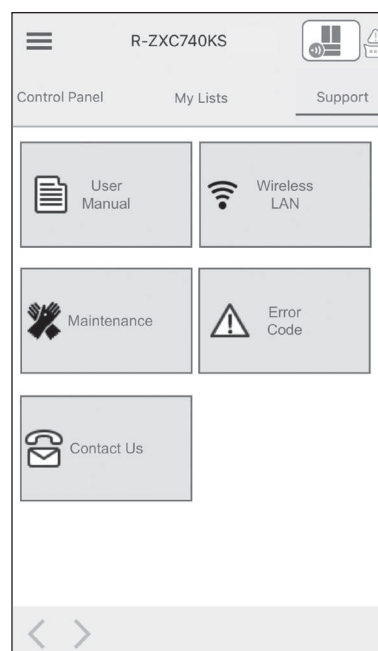 R-ZXC740KS
Control Panel My Lists Support
User
Manual
Wireless
LAN
Maintenance
Error
Code
Contact Us